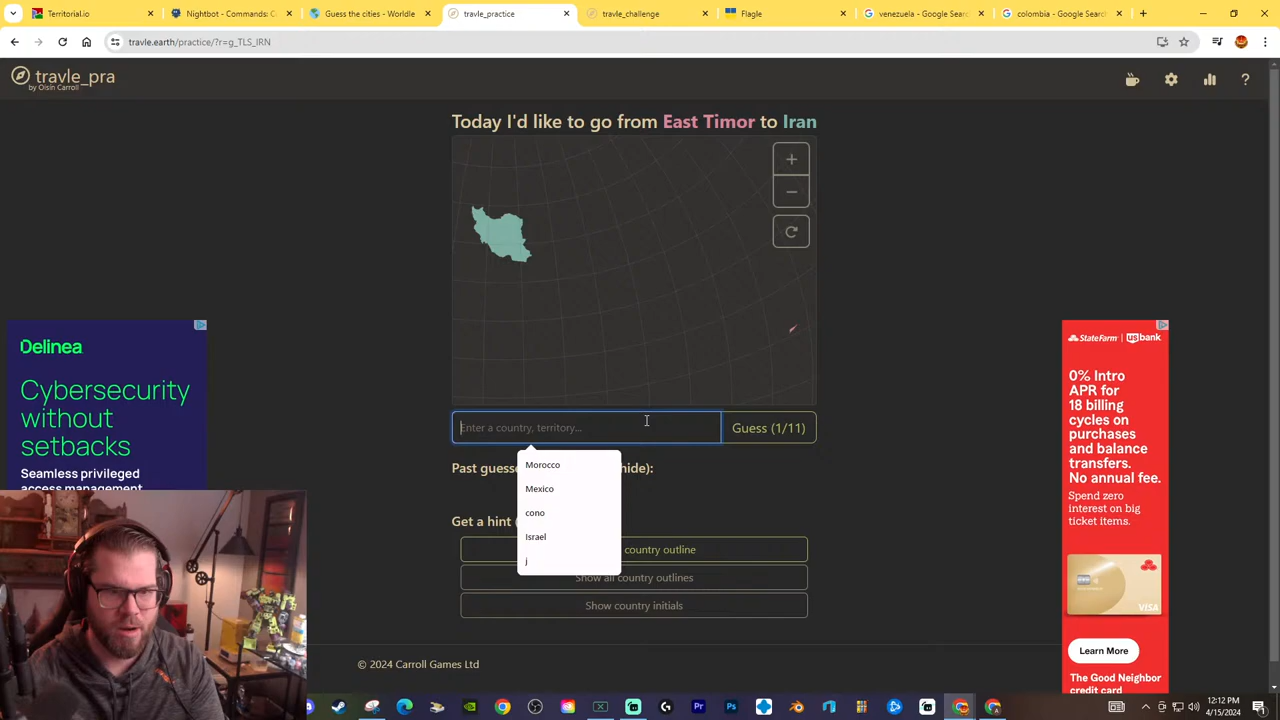 Territorial.io
Nightbot - Commands: C
Guess the cities - Worldle
travle_practice
travle_challenge
Flagle
venezuela - Google Sear
colombia - Google Search
travle.earth/practice/?r=g_TLS_IRN
travle_pra
by Oisín Carroll
Today I'd like to go from East Timor to Iran
Enter a country, territory...
Guess (1/11)
Morocco
Mexico
cono
Israel
j
Past guesse
hide):
Get a hint (
country outline
Show all country outlines
Show country initials
© 2024 Carroll Games Ltd
Delinea
Cybersecurity
without
setbacks
Seamless privileged
access management
StateFarm
usbank
0% Intro
APR for
18 billing
cycles on
purchases
and balance
transfers.
No annual fee.
Spend zero
interest on big
ticket items.
VISA
Learn More
The Good Neighbor
credit card
12:12 PM
4/15/2024